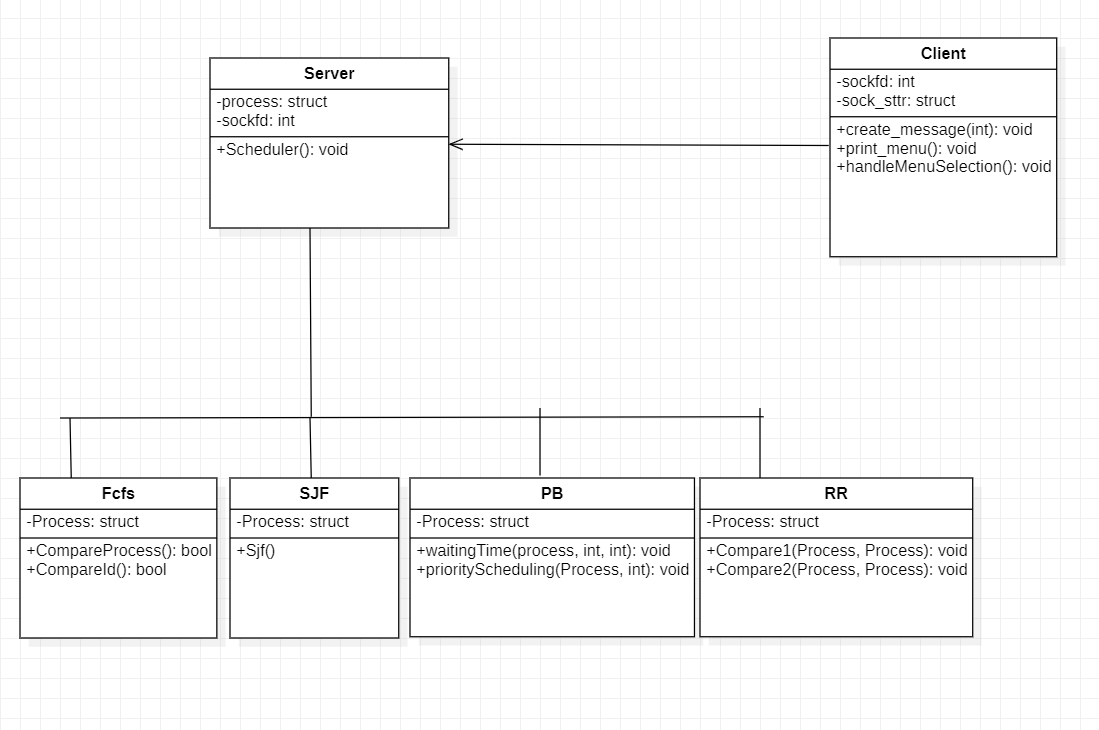 Server
-process: struct
-sockfd: int
+Scheduler(): void
Client
-sockfd: int
-sock_sttr: struct
+create_message(int): void
+print_menu(): void
+handleMenuSelection(): void
Fcfs
-Process: struct
+CompareProcess(): bool
+CompareId(): bool
SJF
-Process: struct
+Sjf()
PB
-Process: struct
+waitingTime(process, int, int): void
+priorityScheduling(Process, int): void
RR
-Process: struct
+Compare1(Process, Process): void
+Compare2(Process, Process): void